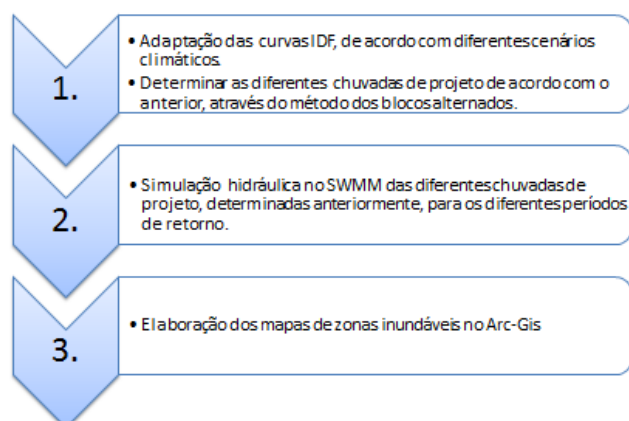 1.
• Adaptação das curvas IDF, de acordo com diferentes cenários
climáticos.
• Determinar as diferentes chuvadas de projeto de acordo com o
anterior, através do método dos blocos alternados.
2.
• Simulação hidráulica no SWMM das diferentes chuvadas de
projeto, determinadas anteriormente, para os diferentes períodos
de retorno.
3.
• Elaboração dos mapas de zonas inundáveis no Arc-Gis